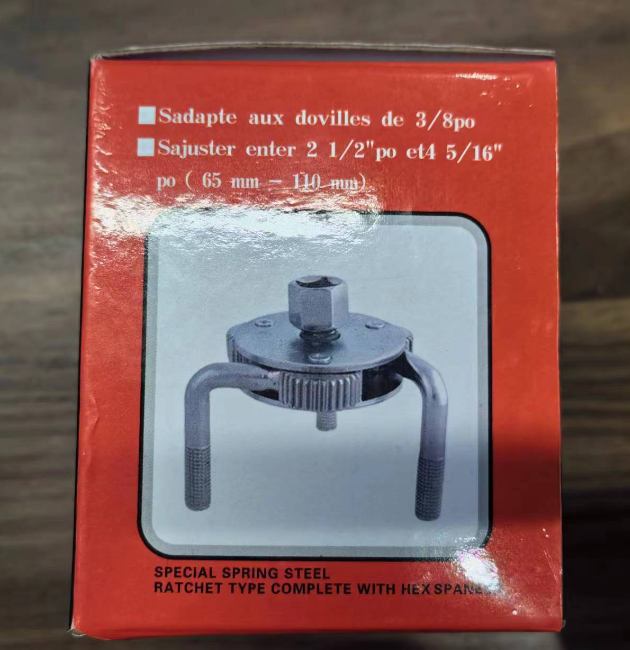 Sadapte aux dovilles de 3/8po
Sajuster enter 2 1/2"po et4 5/16"
po ( 65 mm - 110 mm)
SPECIAL SPRING STEEL
RATCHET TYPE COMPLETE WITH HEX